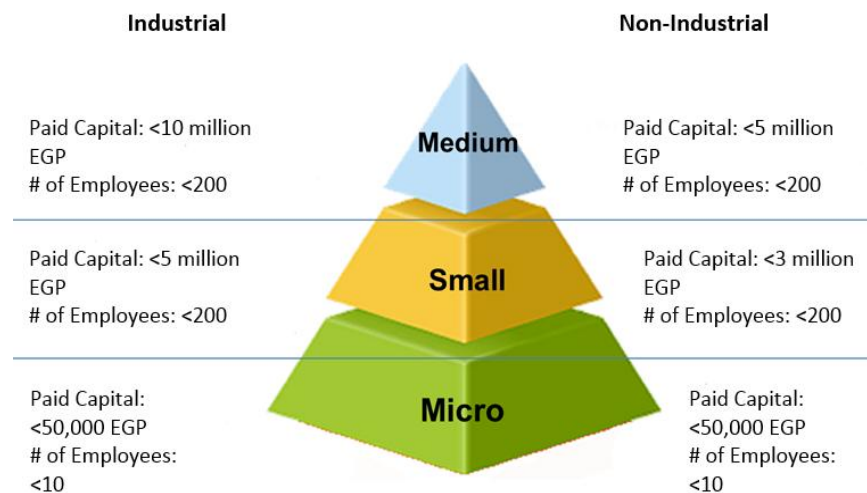 Industrial
Non-Industrial
Paid Capital: <10 million
EGP
# of Employees: <200
Medium
Paid Capital: <5 million
EGP
# of Employees: <200
Paid Capital: <5 million
EGP
# of Employees: <200
Small
Paid Capital: <3 million
EGP
# of Employees: <200
Paid Capital:
<50,000 EGP
# of Employees:
<10
Micro
Paid Capital:
<50,000 EGP
# of Employees:
<10